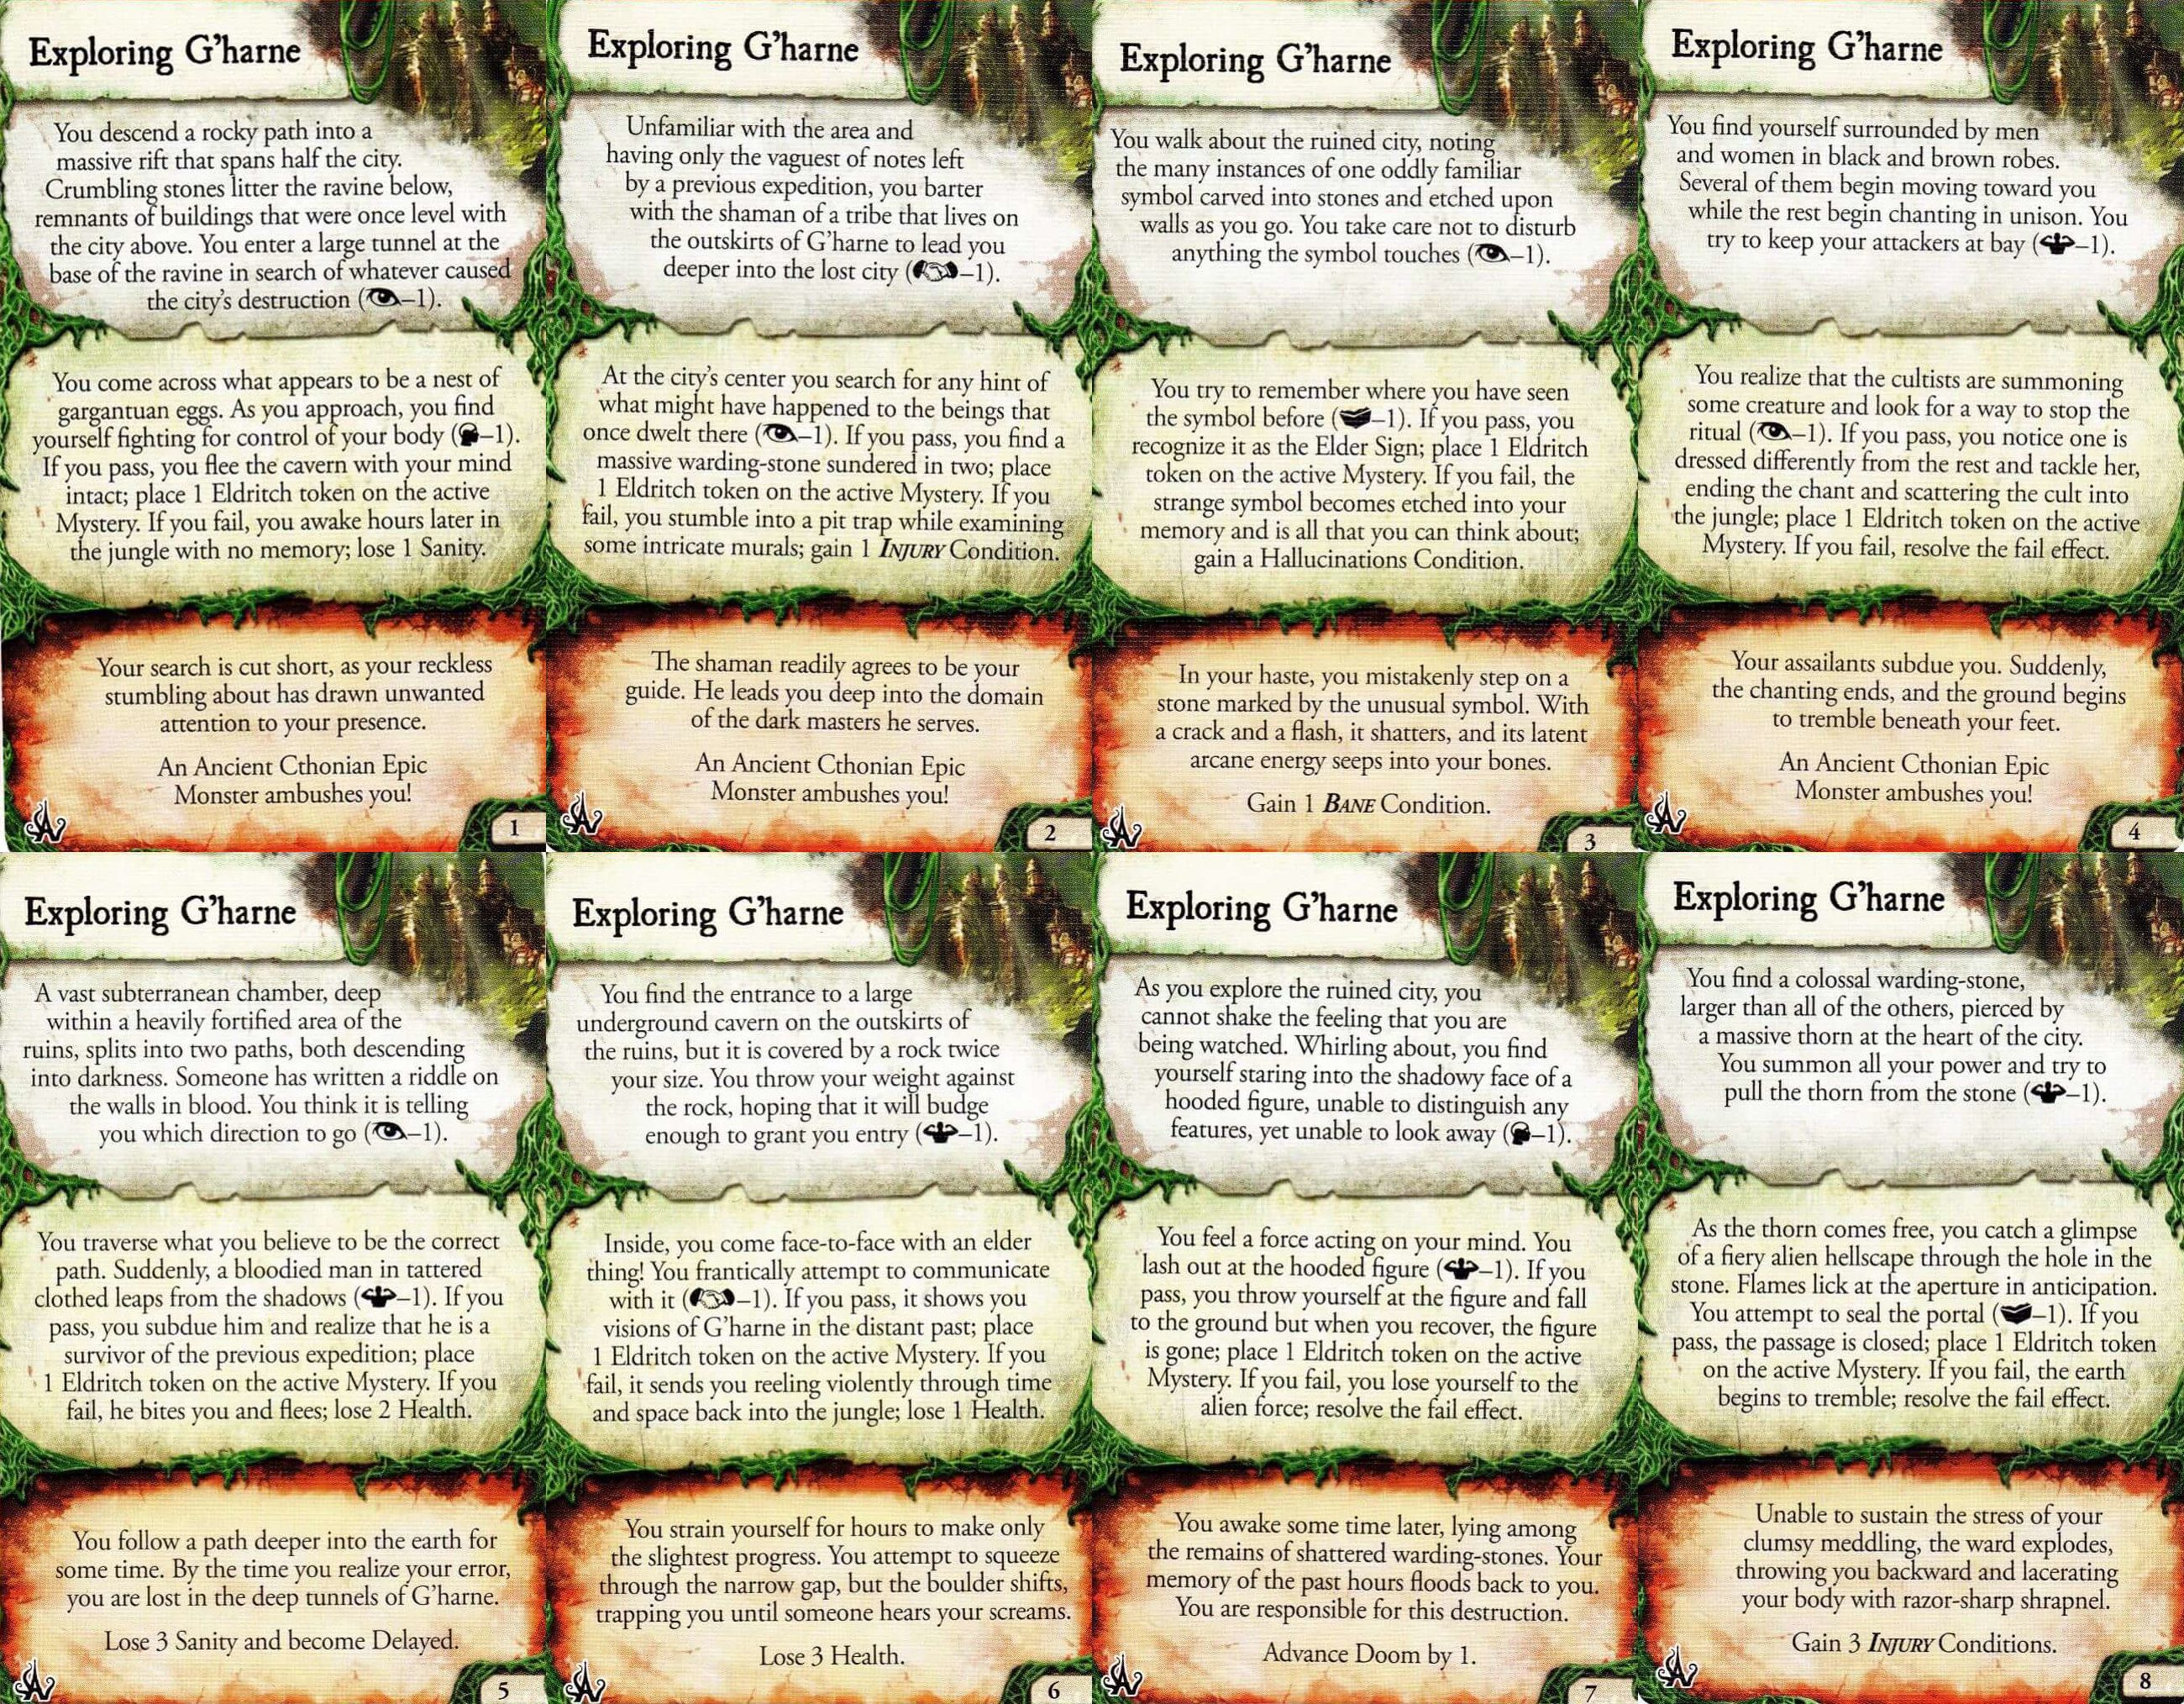 Exploring G'harne
You descend a rocky path into a
massive rift that spans half the city.
Crumbling stones litter the ravine below,
remnants of buildings that were once level with
the city above. You enter a large tunnel at the
base of the ravine in search of whatever caused
the city's destruction (–1).
You come across what appears to be a nest of
gargantuan eggs. As you approach, you find
yourself fighting for control of your body (–1).
If you pass, you flee the cavern with your mind
intact; place 1 Eldritch token on the active
Mystery. If you fail, you awake hours later in
the jungle with no memory; lose 1 Sanity.
Your search is cut short, as your reckless
stumbling about has drawn unwanted
attention to your presence.
An Ancient Cthonian Epic
Monster ambushes you!
1
Exploring G'harne
Unfamiliar with the area and
having only the vaguest of notes left
by a previous expedition, you barter
with the shaman of a tribe that lives on
the outskirts of G'harne to lead you
deeper into the lost city (–1).
At the city's center you search for any hint of
what might have happened to the beings that
once dwelt there (–1). If you pass, you find a
massive warding-stone sundered in two; place
1 Eldritch token on the active Mystery. If you
fail, you stumble into a pit trap while examining
some intricate murals; gain 1 INJURY Condition.
The shaman readily agrees to be your
guide. He leads you deep into the domain
of the dark masters he serves.
An Ancient Cthonian Epic
Monster ambushes you!
2
Exploring G'harne
You walk about the ruined city, noting
the many instances of one oddly familiar
symbol carved into stones and etched upon
walls as you go. You take care not to disturb
anything the symbol touches (–1).
You try to remember where you have seen
the symbol before (–1). If you pass, you
recognize it as the Elder Sign; place 1 Eldritch
token on the active Mystery. If you fail, the
strange symbol becomes etched into your
memory and is all that you can think about;
gain a Hallucinations Condition.
In your haste, you mistakenly step on a
stone marked by the unusual symbol. With
a crack and a flash, it shatters, and its latent
arcane energy seeps into your bones.
Gain 1 BANE Condition.
3
Exploring G'harne
You find yourself surrounded by men
and women in black and brown robes.
Several of them begin moving toward you
while the rest begin chanting in unison. You
try to keep your attackers at bay (–1).
You realize that the cultists are summoning
some creature and look for a way to stop the
ritual (–1). If you pass, you notice one is
dressed differently from the rest and tackle her,
ending the chant and scattering the cult into
the jungle; place 1 Eldritch token on the active
Mystery. If you fail, resolve the fail effect.
Your assailants subdue you. Suddenly,
the chanting ends, and the ground begins
to tremble beneath your feet.
An Ancient Cthonian Epic
Monster ambushes you!
4
Exploring G'harne
A vast subterranean chamber, deep
within a heavily fortified area of the
ruins, splits into two paths, both descending
into darkness. Someone has written a riddle on
the walls in blood. You think it is telling
you which direction to go (–1).
You traverse what you believe to be the correct
path. Suddenly, a bloodied man in tattered
clothed leaps from the shadows (–1). If you
pass, you subdue him and realize that he is a
survivor of the previous expedition; place
1 Eldritch token on the active Mystery. If you
fail, he bites you and flees; lose 2 Health.
You follow a path deeper into the earth for
some time. By the time you realize your error,
you are lost in the deep tunnels of G'harne.
Lose 3 Sanity and become Delayed.
5
Exploring G'harne
You find the entrance to a large
underground cavern on the outskirts of
the ruins, but it is covered by a rock twice
your size. You throw your weight against
the rock, hoping that it will budge
enough to grant you entry (–1).
Inside, you come face-to-face with an elder
thing! You frantically attempt to communicate
with it (–1). If you pass, it shows you
visions of G'harne in the distant past; place
1 Eldritch token on the active Mystery. If you
fail, it sends you reeling violently through time
and space back into the jungle; lose 1 Health.
You strain yourself for hours to make only
the slightest progress. You attempt to squeeze
through the narrow gap, but the boulder shifts,
trapping you until someone hears your screams.
Lose 3 Health.
6
Exploring G'harne
As you explore the ruined city, you
cannot shake the feeling that you are
being watched. Whirling about, you find
yourself staring into the shadowy face of a
hooded figure, unable to distinguish any
features, yet unable to look away (–1).
You feel a force acting on your mind. You
lash out at the hooded figure (–1). If you
pass, you throw yourself at the figure and fall
to the ground but when you recover, the figure
is gone; place 1 Eldritch token on the active
Mystery. If you fail, you lose yourself to the
alien force; resolve the fail effect.
You awake some time later, lying among
the remains of shattered warding-stones. Your
memory of the past hours floods back to you.
You are responsible for this destruction.
Advance Doom by 1.
7
Exploring G'harne
You find a colossal warding-stone,
larger than all of the others, pierced by
a massive thorn at the heart of the city.
You summon all your power and try to
pull the thorn from the stone (–1).
As the thorn comes free, you catch a glimpse
of a fiery alien hellscape through the hole in the
stone. Flames lick at the aperture in anticipation.
You attempt to seal the portal (–1). If you
pass, the passage is closed; place 1 Eldritch token
on the active Mystery. If you fail, the earth
begins to tremble; resolve the fail effect.
Unable to sustain the stress of your
clumsy meddling, the ward explodes,
throwing you backward and lacerating
your body with razor-sharp shrapnel.
Gain 3 INJURY Conditions.
8